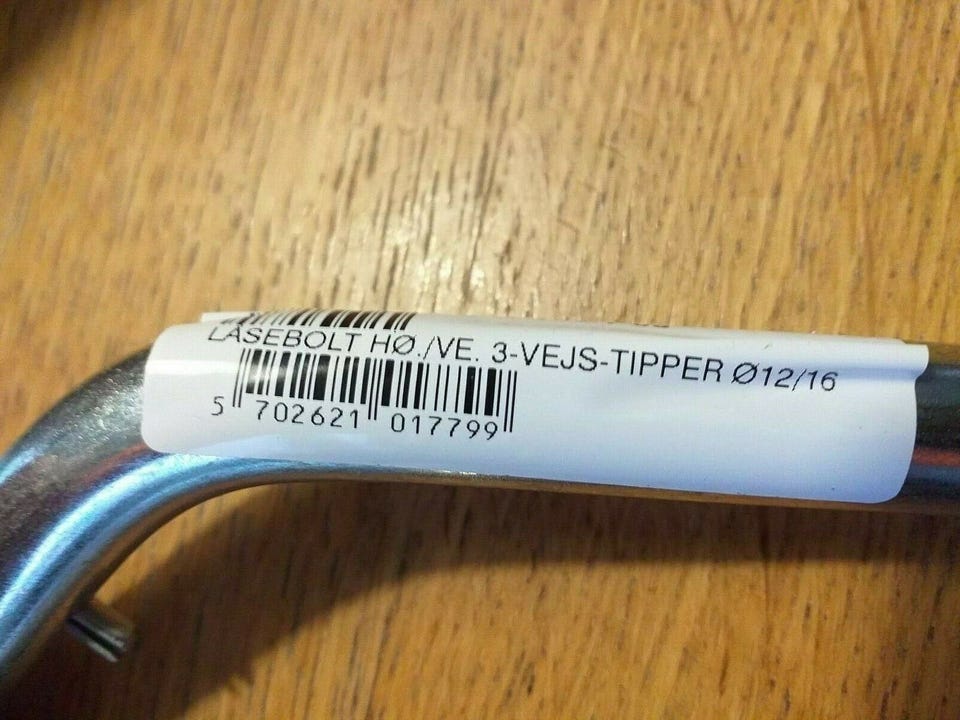 LÅSEBOLT HØ./VE. 3-VEJS-TIPPER Ø12/16
5 702621 017799